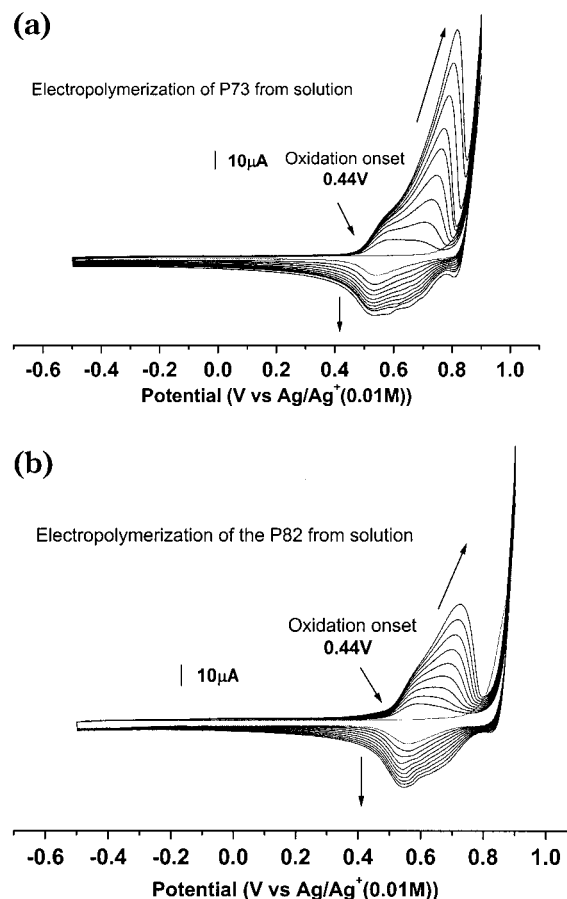 (a)
Electropolymerization of P73 from solution
10μA
Oxidation onset
0.44V
-0.6 -0.4 -0.2 0.0 0.2 0.4 0.6 0.8 1.0
Potential (V vs Ag/Ag+(0.01M))
(b)
Electropolymerization of the P82 from solution
Oxidation onset
0.44V
10μA
-0.6 -0.4 -0.2 0.0 0.2 0.4 0.6 0.8 1.0
Potential (V vs Ag/Ag+(0.01M))